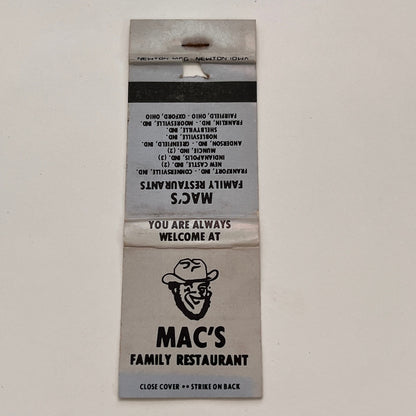 NEWTON MFG - NEWTON IOWA
MAC'S
FAMILY RESTAURANTS
FRANKFORT, IND. - CONNERSVILLE, IND.
NEW CASTLE, IND.
INDIANAPOLIS, IND. (3)
MUNCIE, IND. (2)
ANDERSON, IND. - GREENFIELD, IND.
NOBLESVILLE, IND.
SHELBYVILLE, IND.
FRANKLIN, IND. - MOORESVILLE, IND.
FAIRFIELD, OHIO - OXFORD, OHIO
YOU ARE ALWAYS
WELCOME AT
MAC'S
FAMILY RESTAURANT
CLOSE COVER •• STRIKE ON BACK